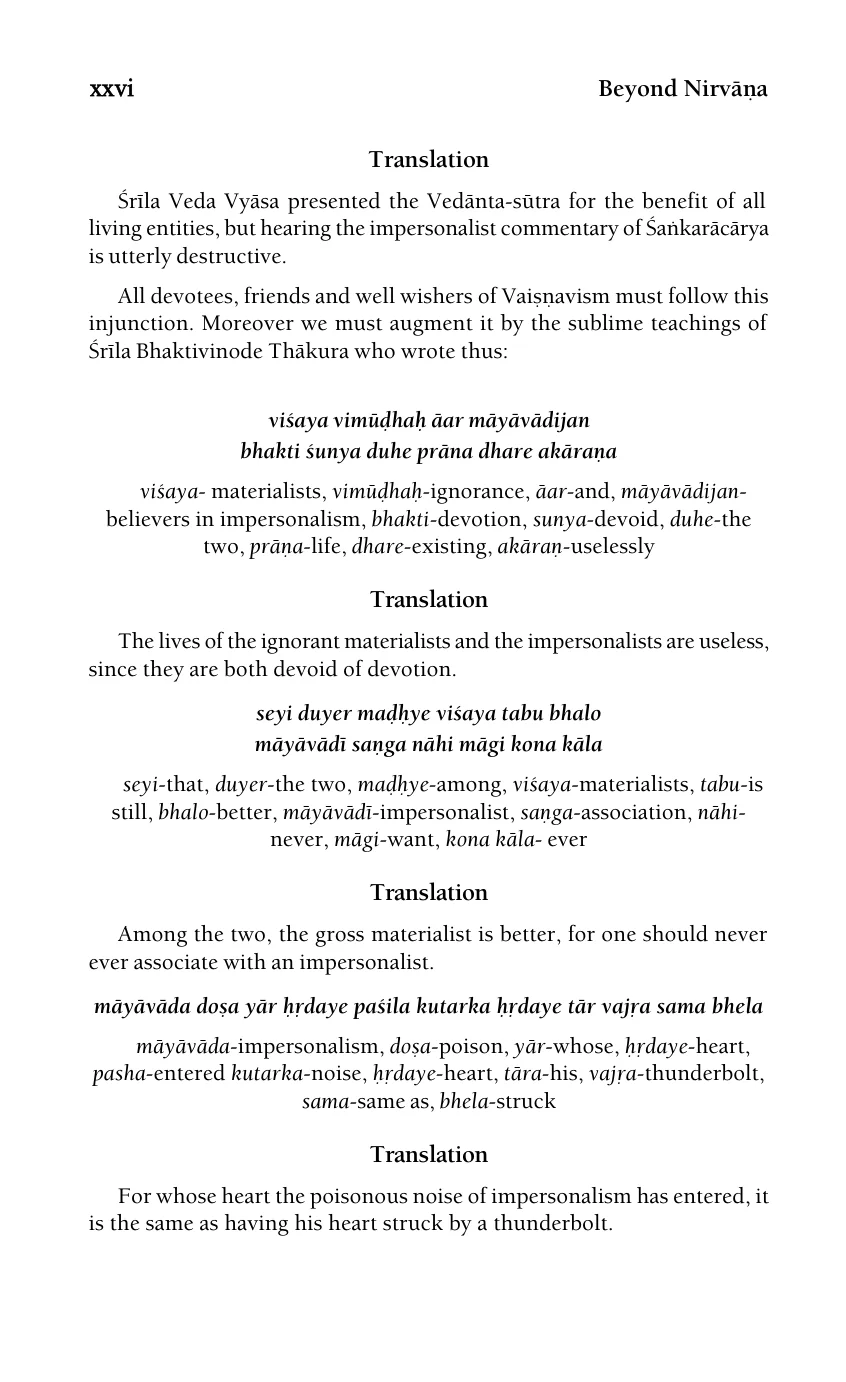 xxvi Beyond Nirvāṇa
Translation
Śrīla Veda Vyāsa presented the Vedānta-sūtra for the benefit of all
living entities, but hearing the impersonalist commentary of Śaṅkarācārya
is utterly destructive.
All devotees, friends and well wishers of Vaiṣṇavism must follow this
injunction. Moreover we must augment it by the sublime teachings of
Śrīla Bhaktivinode Thākura who wrote thus:
viśaya vimūḍhaḥ āar māyāvādijan
bhakti śunya duhe prāna dhare akāraṇa
viśaya- materialists, vimūḍhaḥ-ignorance, āar-and, māyāvādijan-
believers in impersonalism, bhakti-devotion, sunya-devoid, duhe-the
two, prāṇa-life, dhare-existing, akāraṇ-uselessly
Translation
The lives of the ignorant materialists and the impersonalists are useless,
since they are both devoid of devotion.
seyi duyer maḍḥye viśaya tabu bhalo
māyāvādī saṇga nāhi māgi kona kāla
seyi-that, duyer-the two, maḍḥye-among, viśaya-materialists, tabu-is
still, bhalo-better, māyāvādī-impersonalist, saṇga-association, nāhi-
never, māgi-want, kona kāla- ever
Translation
Among the two, the gross materialist is better, for one should never
ever associate with an impersonalist.
māyāvāda doṣa yār ḥṛdaye paśila kutarka ḥṛdaye tār vajṛa sama bhela
māyāvāda-impersonalism, doṣa-poison, yār-whose, ḥṛdaye-heart,
pasha-entered kutarka-noise, ḥṛdaye-heart, tāra-his, vajṛa-thunderbolt,
sama-same as, bhela-struck
Translation
For whose heart the poisonous noise of impersonalism has entered, it
is the same as having his heart struck by a thunderbolt.